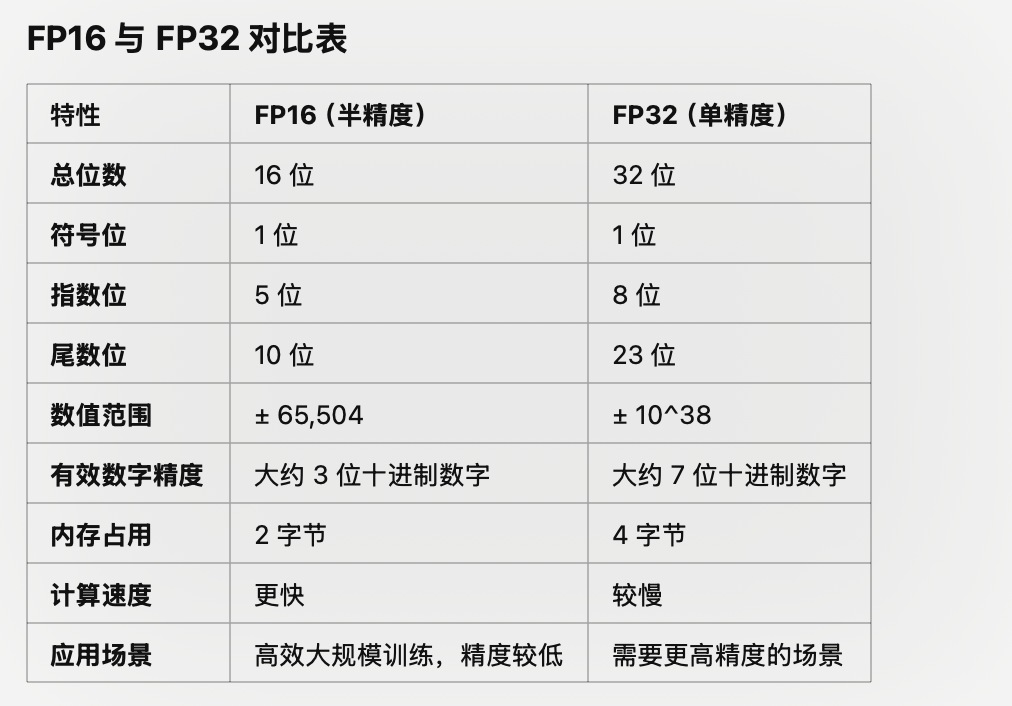 FP16 与 FP32 对比表
特性 FP16（半精度） FP32（单精度）
总位数 16 位 32 位
符号位 1 位 1 位
指数位 5 位 8 位
尾数位 10 位 23 位
数值范围 ± 65,504 ± 10^38
有效数字精度 大约 3 位十进制数字 大约 7 位十进制数字
内存占用 2 字节 4 字节
计算速度 更快 较慢
应用场景 高效大规模训练，精度较低 需要更高精度的场景